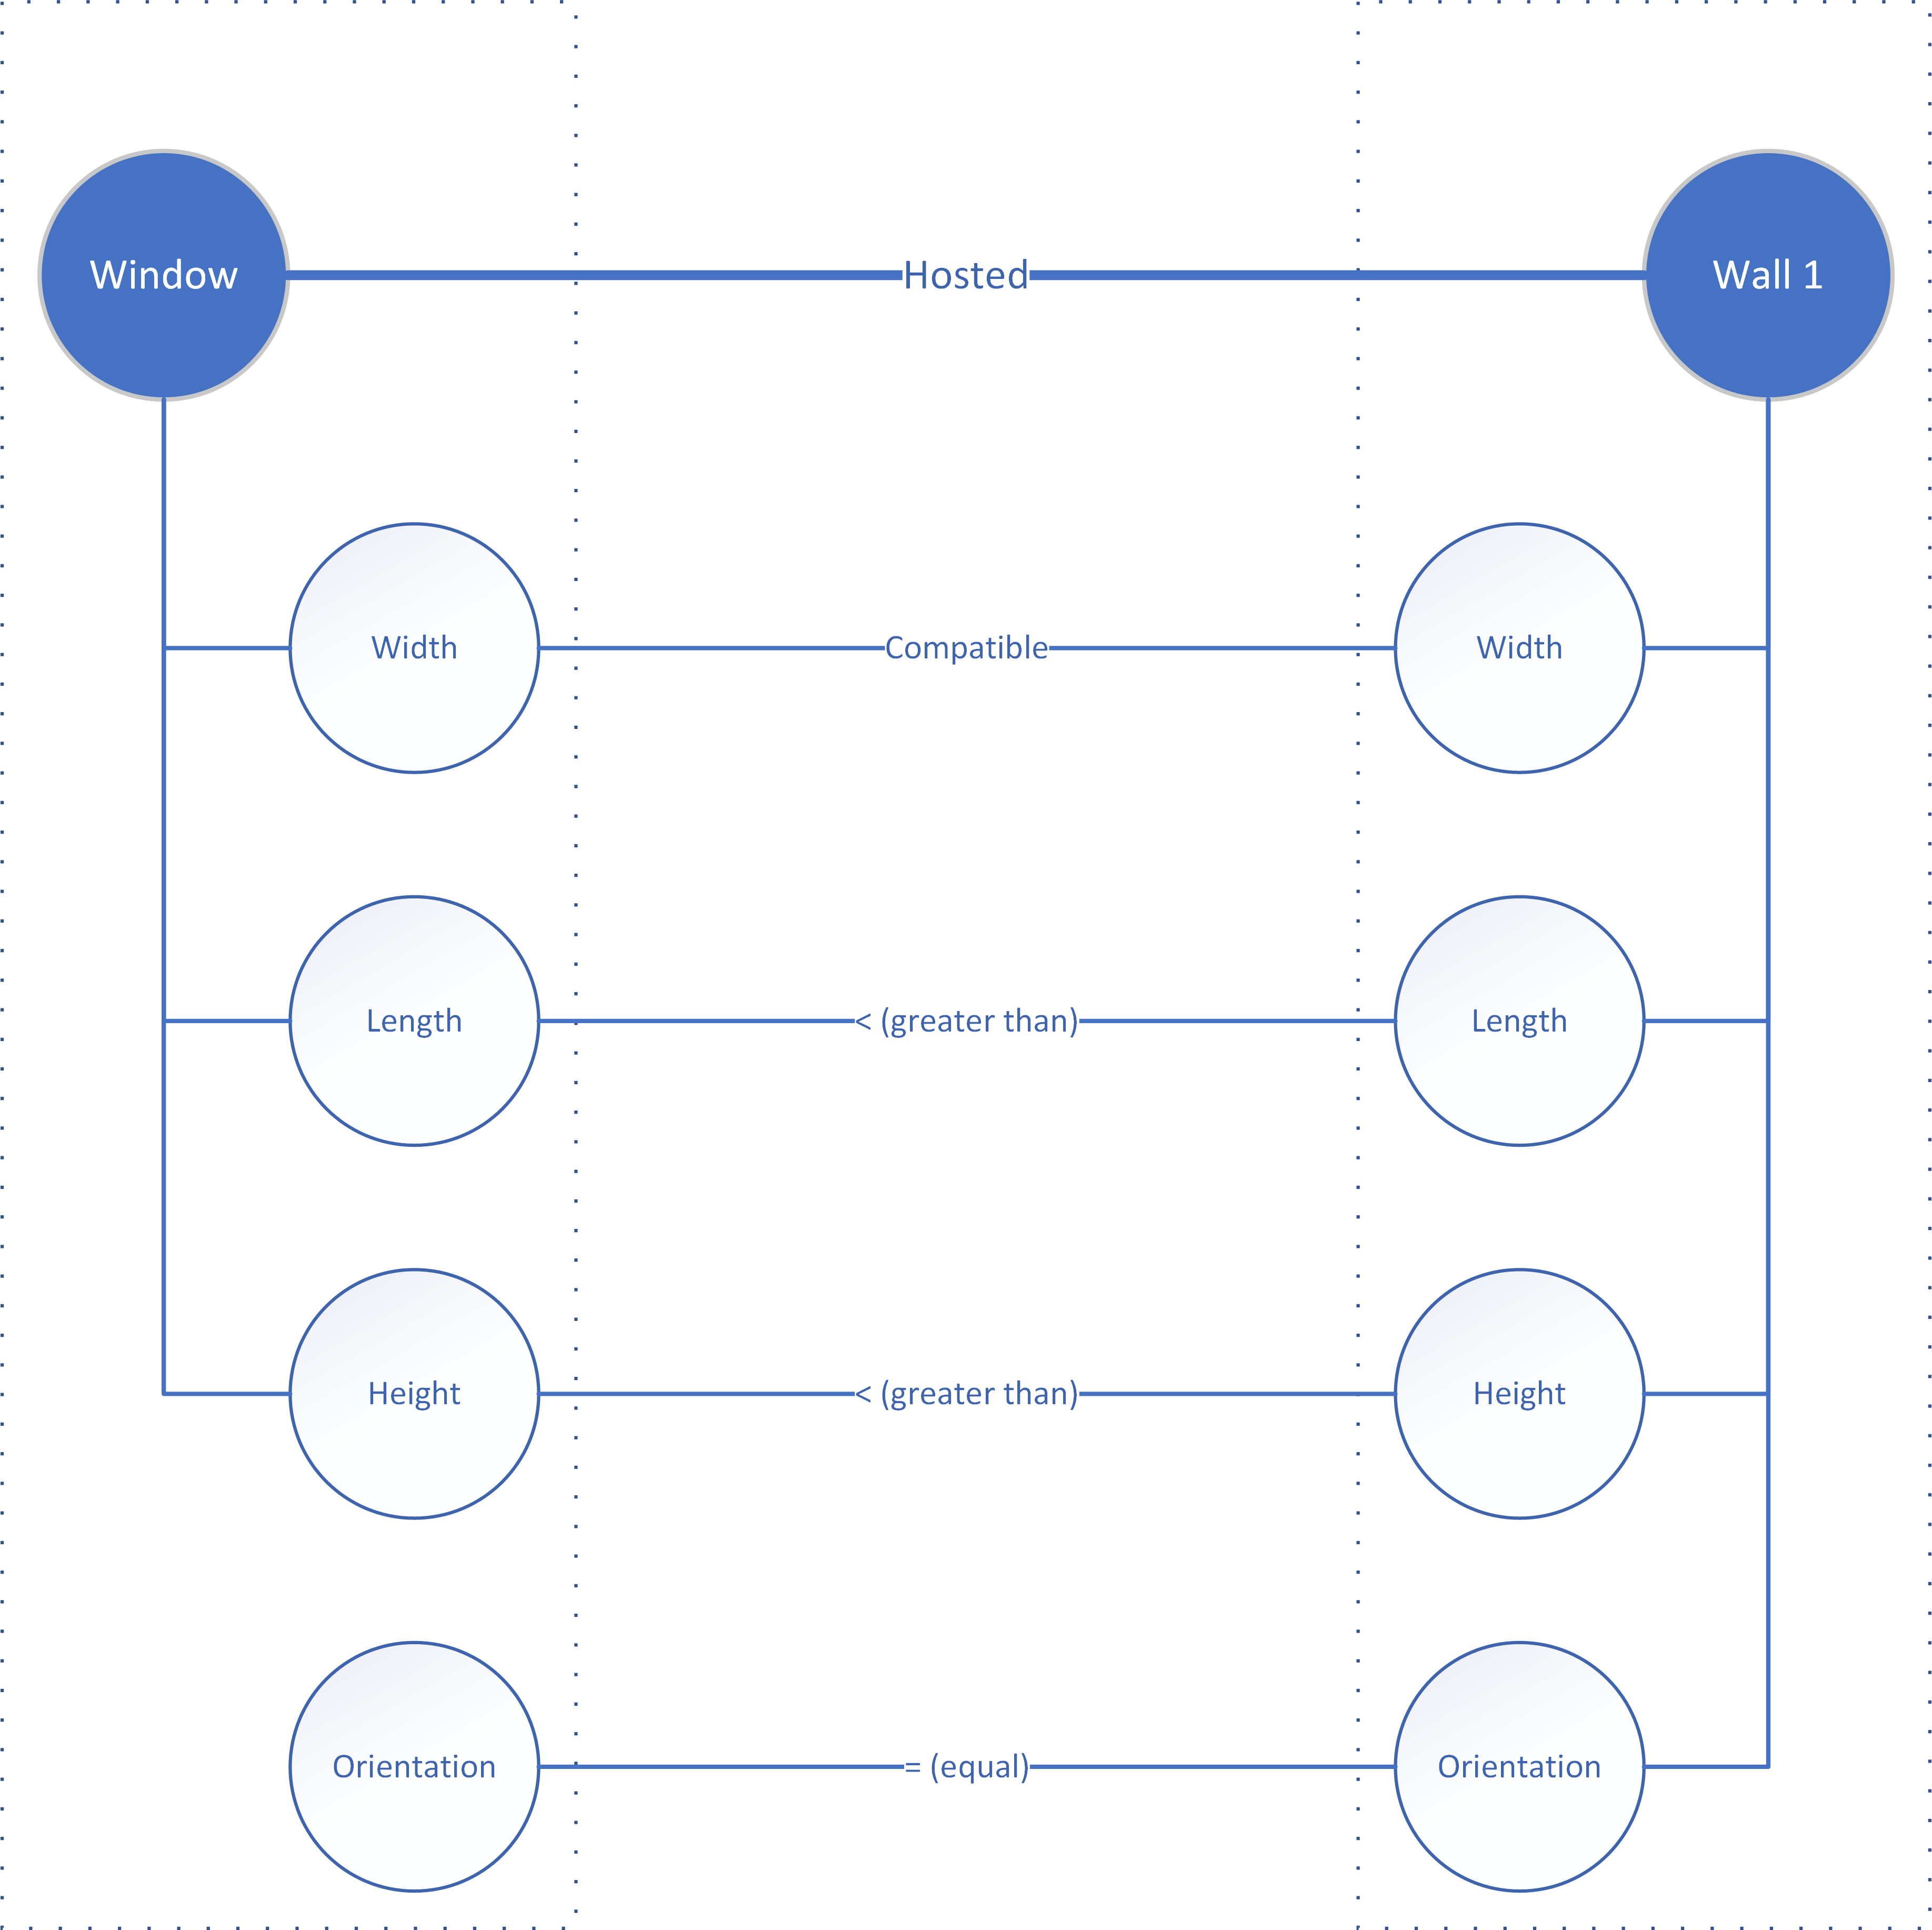 Window
Hosted
Wall 1
Width
Compatible
Width
Length
< (greater than)
Length
Height
< (greater than)
Height
Orientation
= (equal)
Orientation